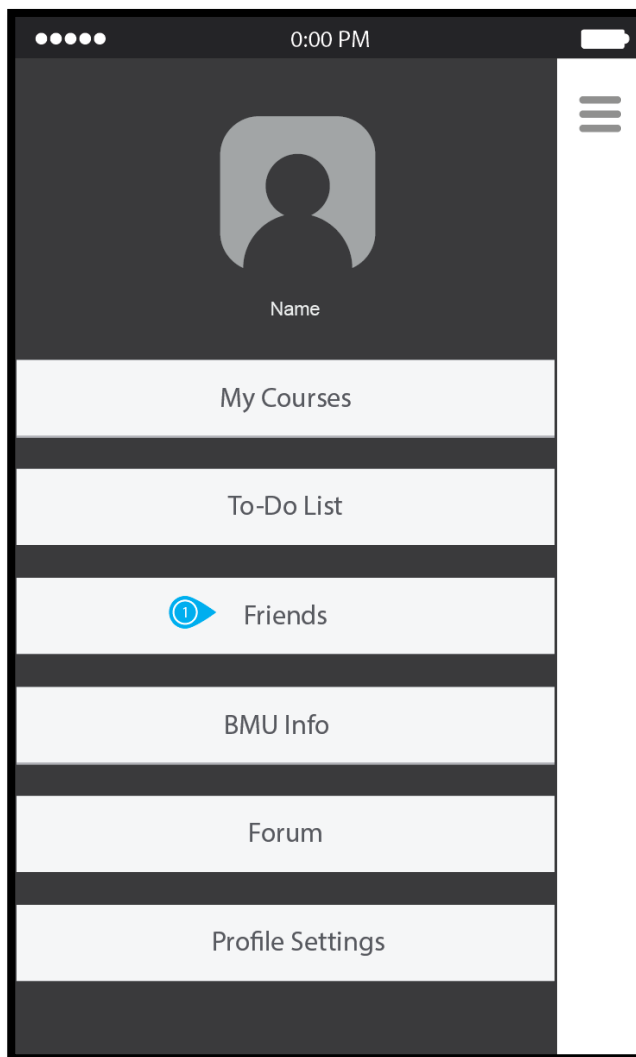 0:00 PM
Name
My Courses
To-Do List
1 Friends
BMU Info
Forum
Profile Settings